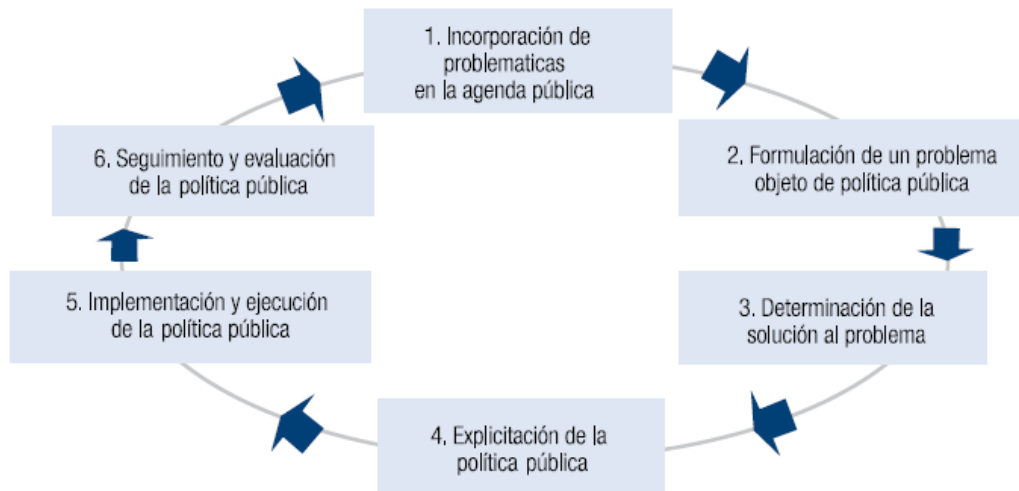 1. Incorporación de
problematicas
en la agenda pública
2. Formulación de un problema
objeto de política pública
3. Determinación de la
solución al problema
4. Explicitación de la
política pública
5. Implementación y ejecución
de la política pública
6. Seguimiento y evaluación
de la política pública